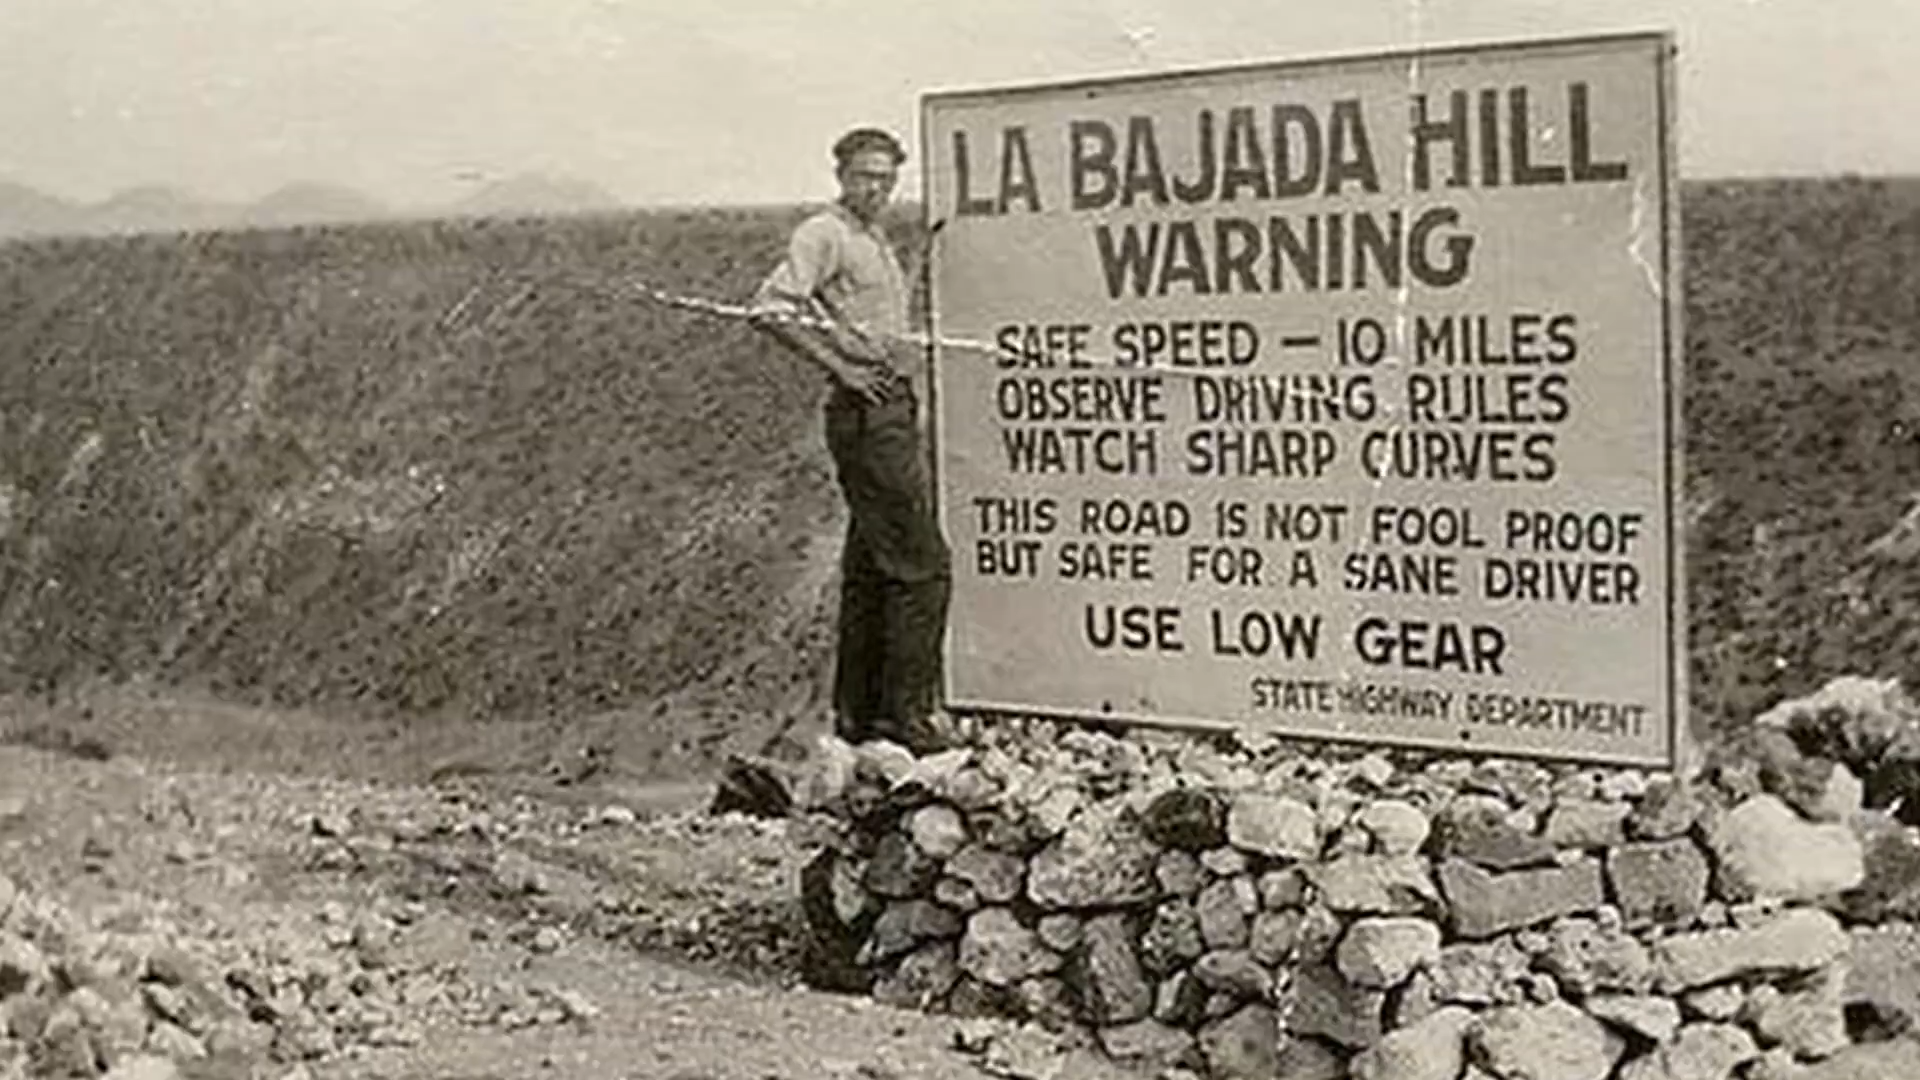 LA BAJADA HILL
WARNING
SAFE SPEED – 10 MILES
OBSERVE DRIVING RULES
WATCH SHARP CURVES
THIS ROAD IS NOT FOOL PROOF
BUT SAFE FOR A SANE DRIVER
USE LOW GEAR
STATE HIGHWAY DEPARTMENT